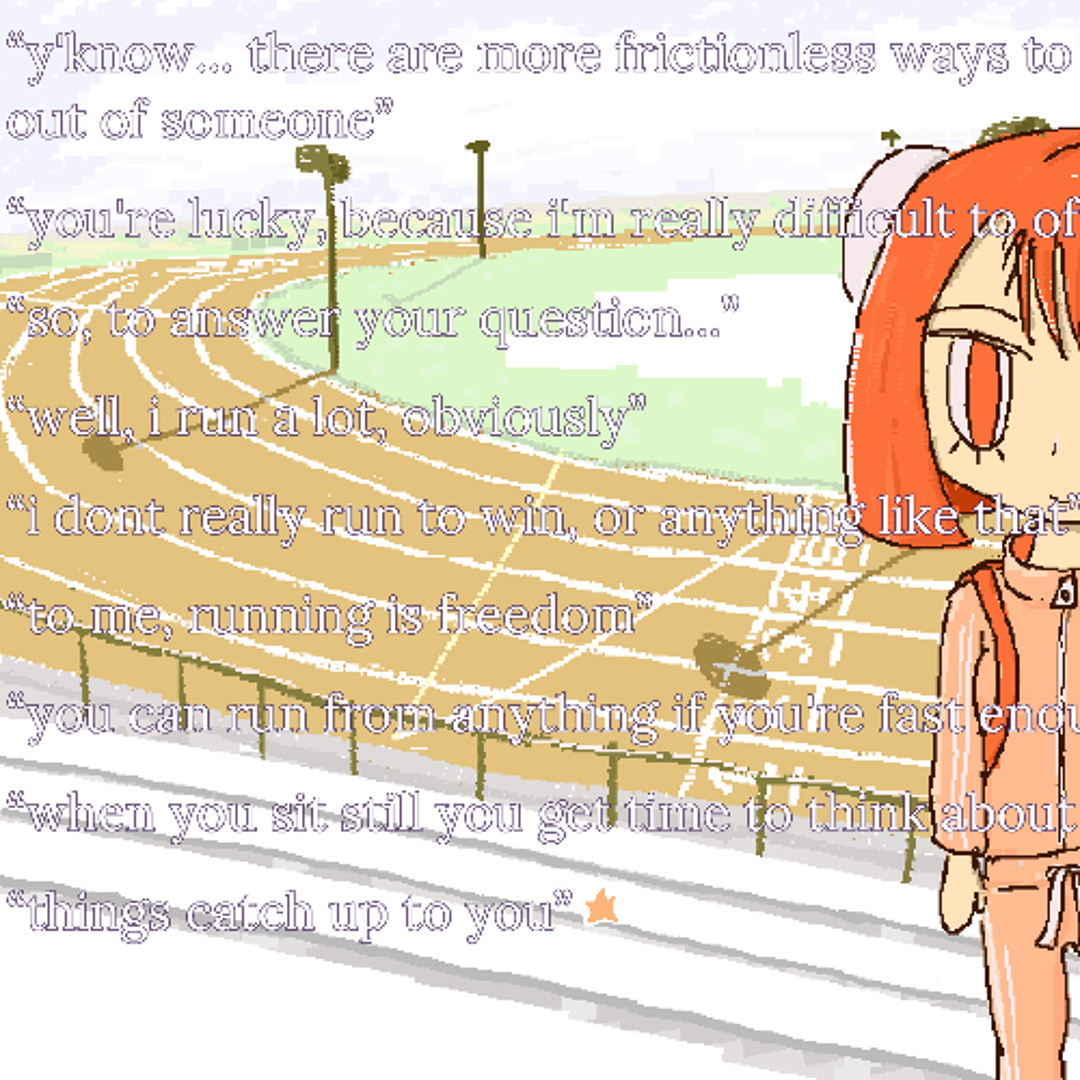 “y'know... there are more frictionless ways to
out of someone”
“you're lucky, because i'm really difficult to of
“so, to answer your question...”
“well, i run a lot, obviously”
“i dont really run to win, or anything like that”
“to me, running is freedom”
“you can run from anything if you're fast enou
“when you sit still you get time to think about
“things catch up to you”